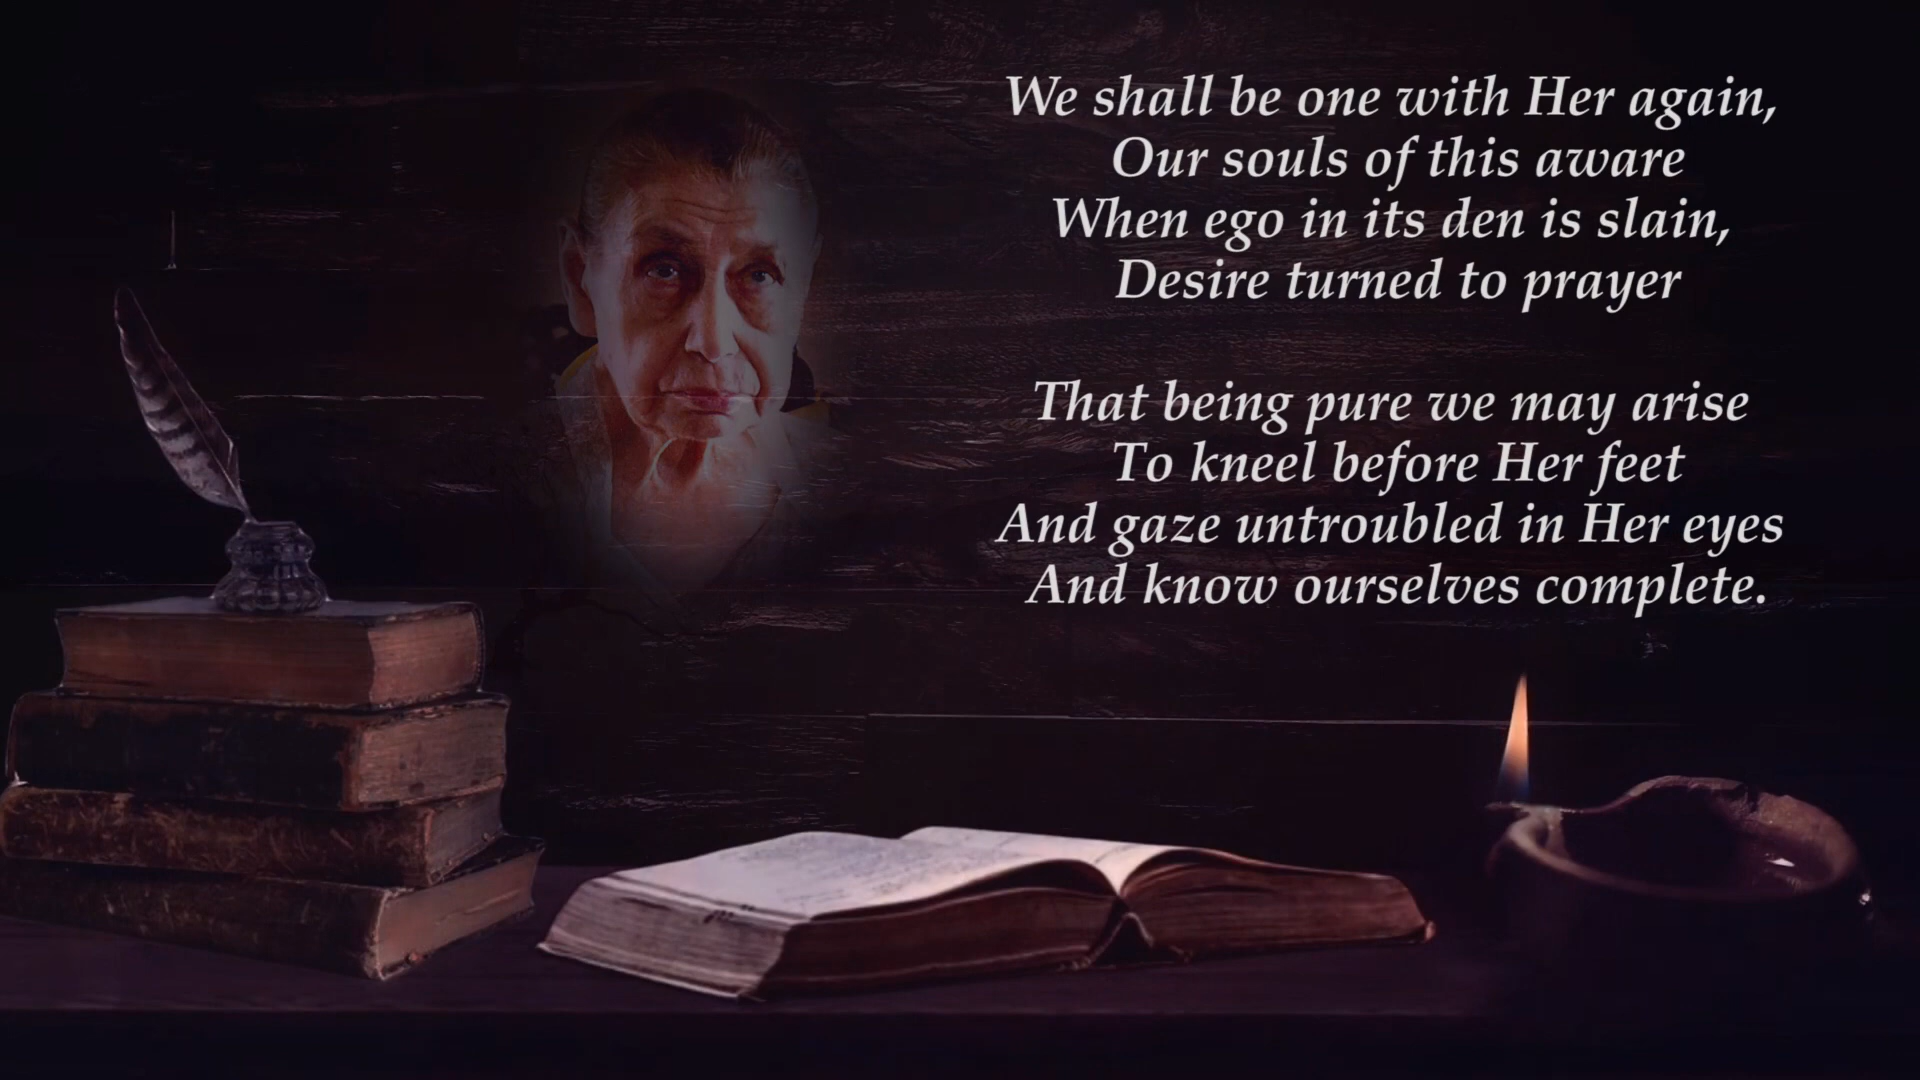 We shall be one with Her again,
Our souls of this aware
When ego in its den is slain,
Desire turned to prayer
That being pure we may arise
To kneel before Her feet
And gaze untroubled in Her eyes
And know ourselves complete.